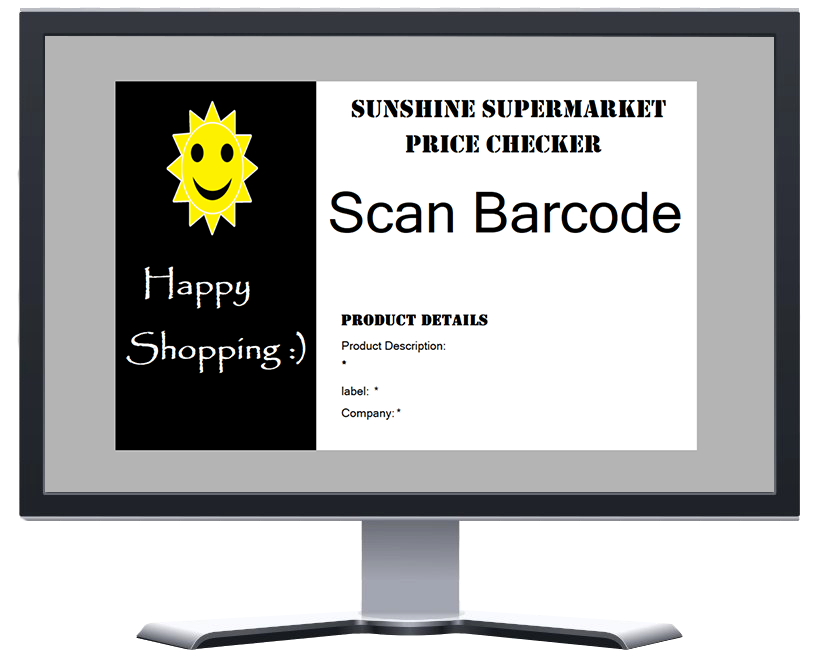 SUNSHINE SUPERMARKET
PRICE CHECKER
Scan Barcode
Happy
Shopping :)
PRODUCT DETAILS
Product Description:
*
label: *
Company: *